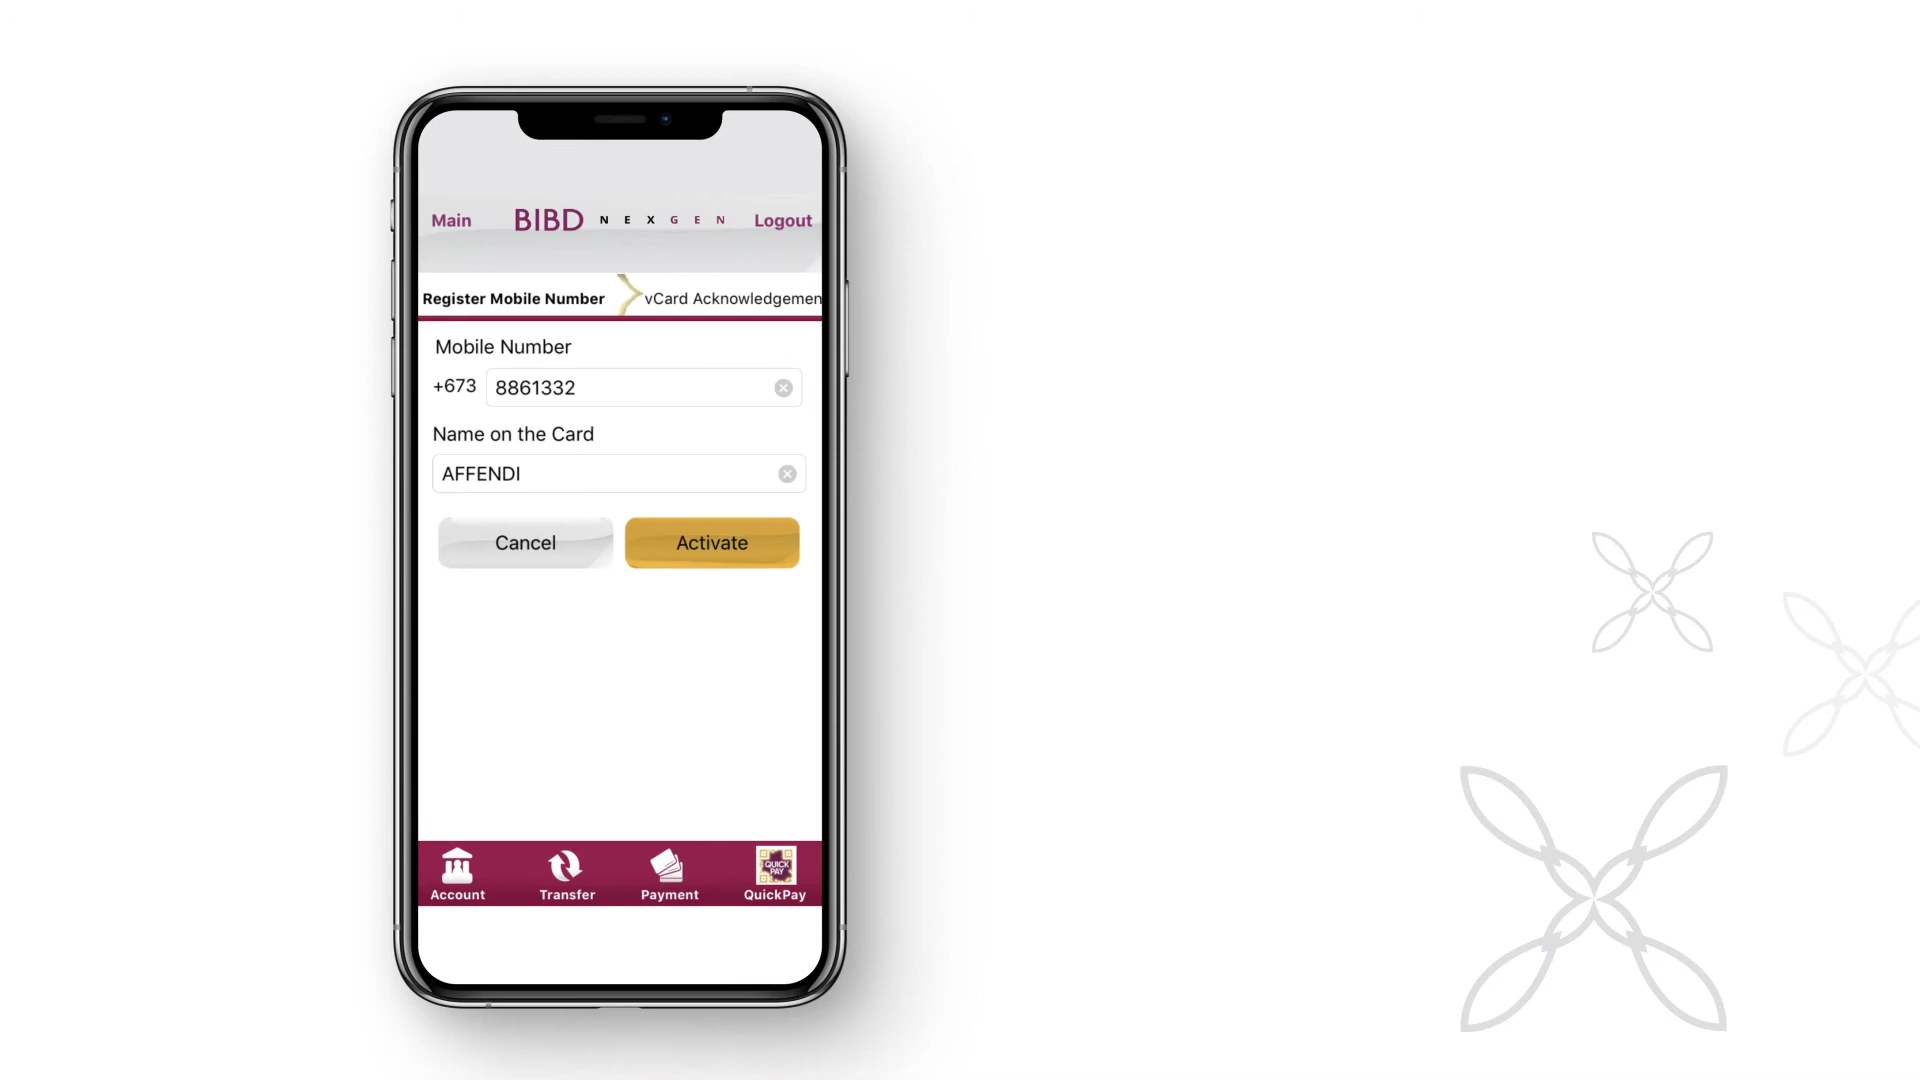 Main BIBD NEXGEN Logout
Register Mobile Number vCard Acknowledgemen
Mobile Number
+673 8861332
Name on the Card
AFFENDI
Cancel Activate
QUICK
PAY
Account Transfer Payment QuickPay